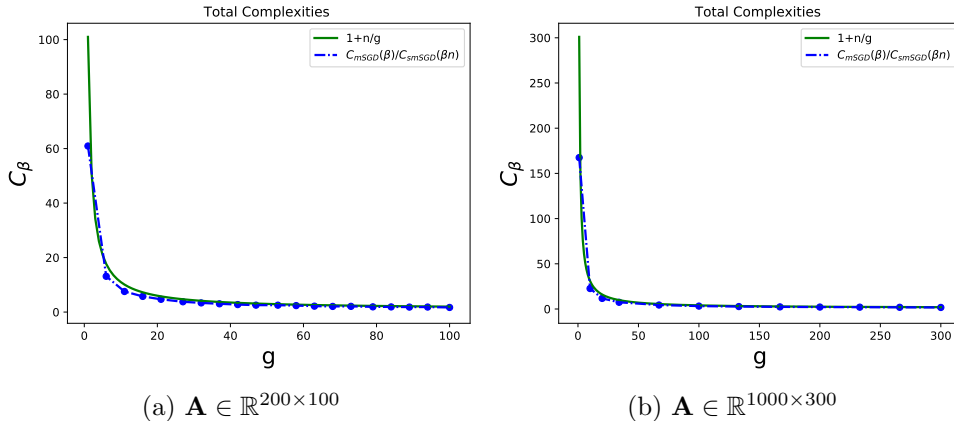 Total Complexities
100
80
60
40
20
0
C_β
0 20 40 60 80 100
g
1+n/g
C_{mSGD}(β)/C_{smSGD}(βn)
(a) A ∈ ℝ^{200×100}
Total Complexities
300
250
200
150
100
50
0
C_β
0 50 100 150 200 250 300
g
1+n/g
C_{mSGD}(β)/C_{smSGD}(βn)
(b) A ∈ ℝ^{1000×300}